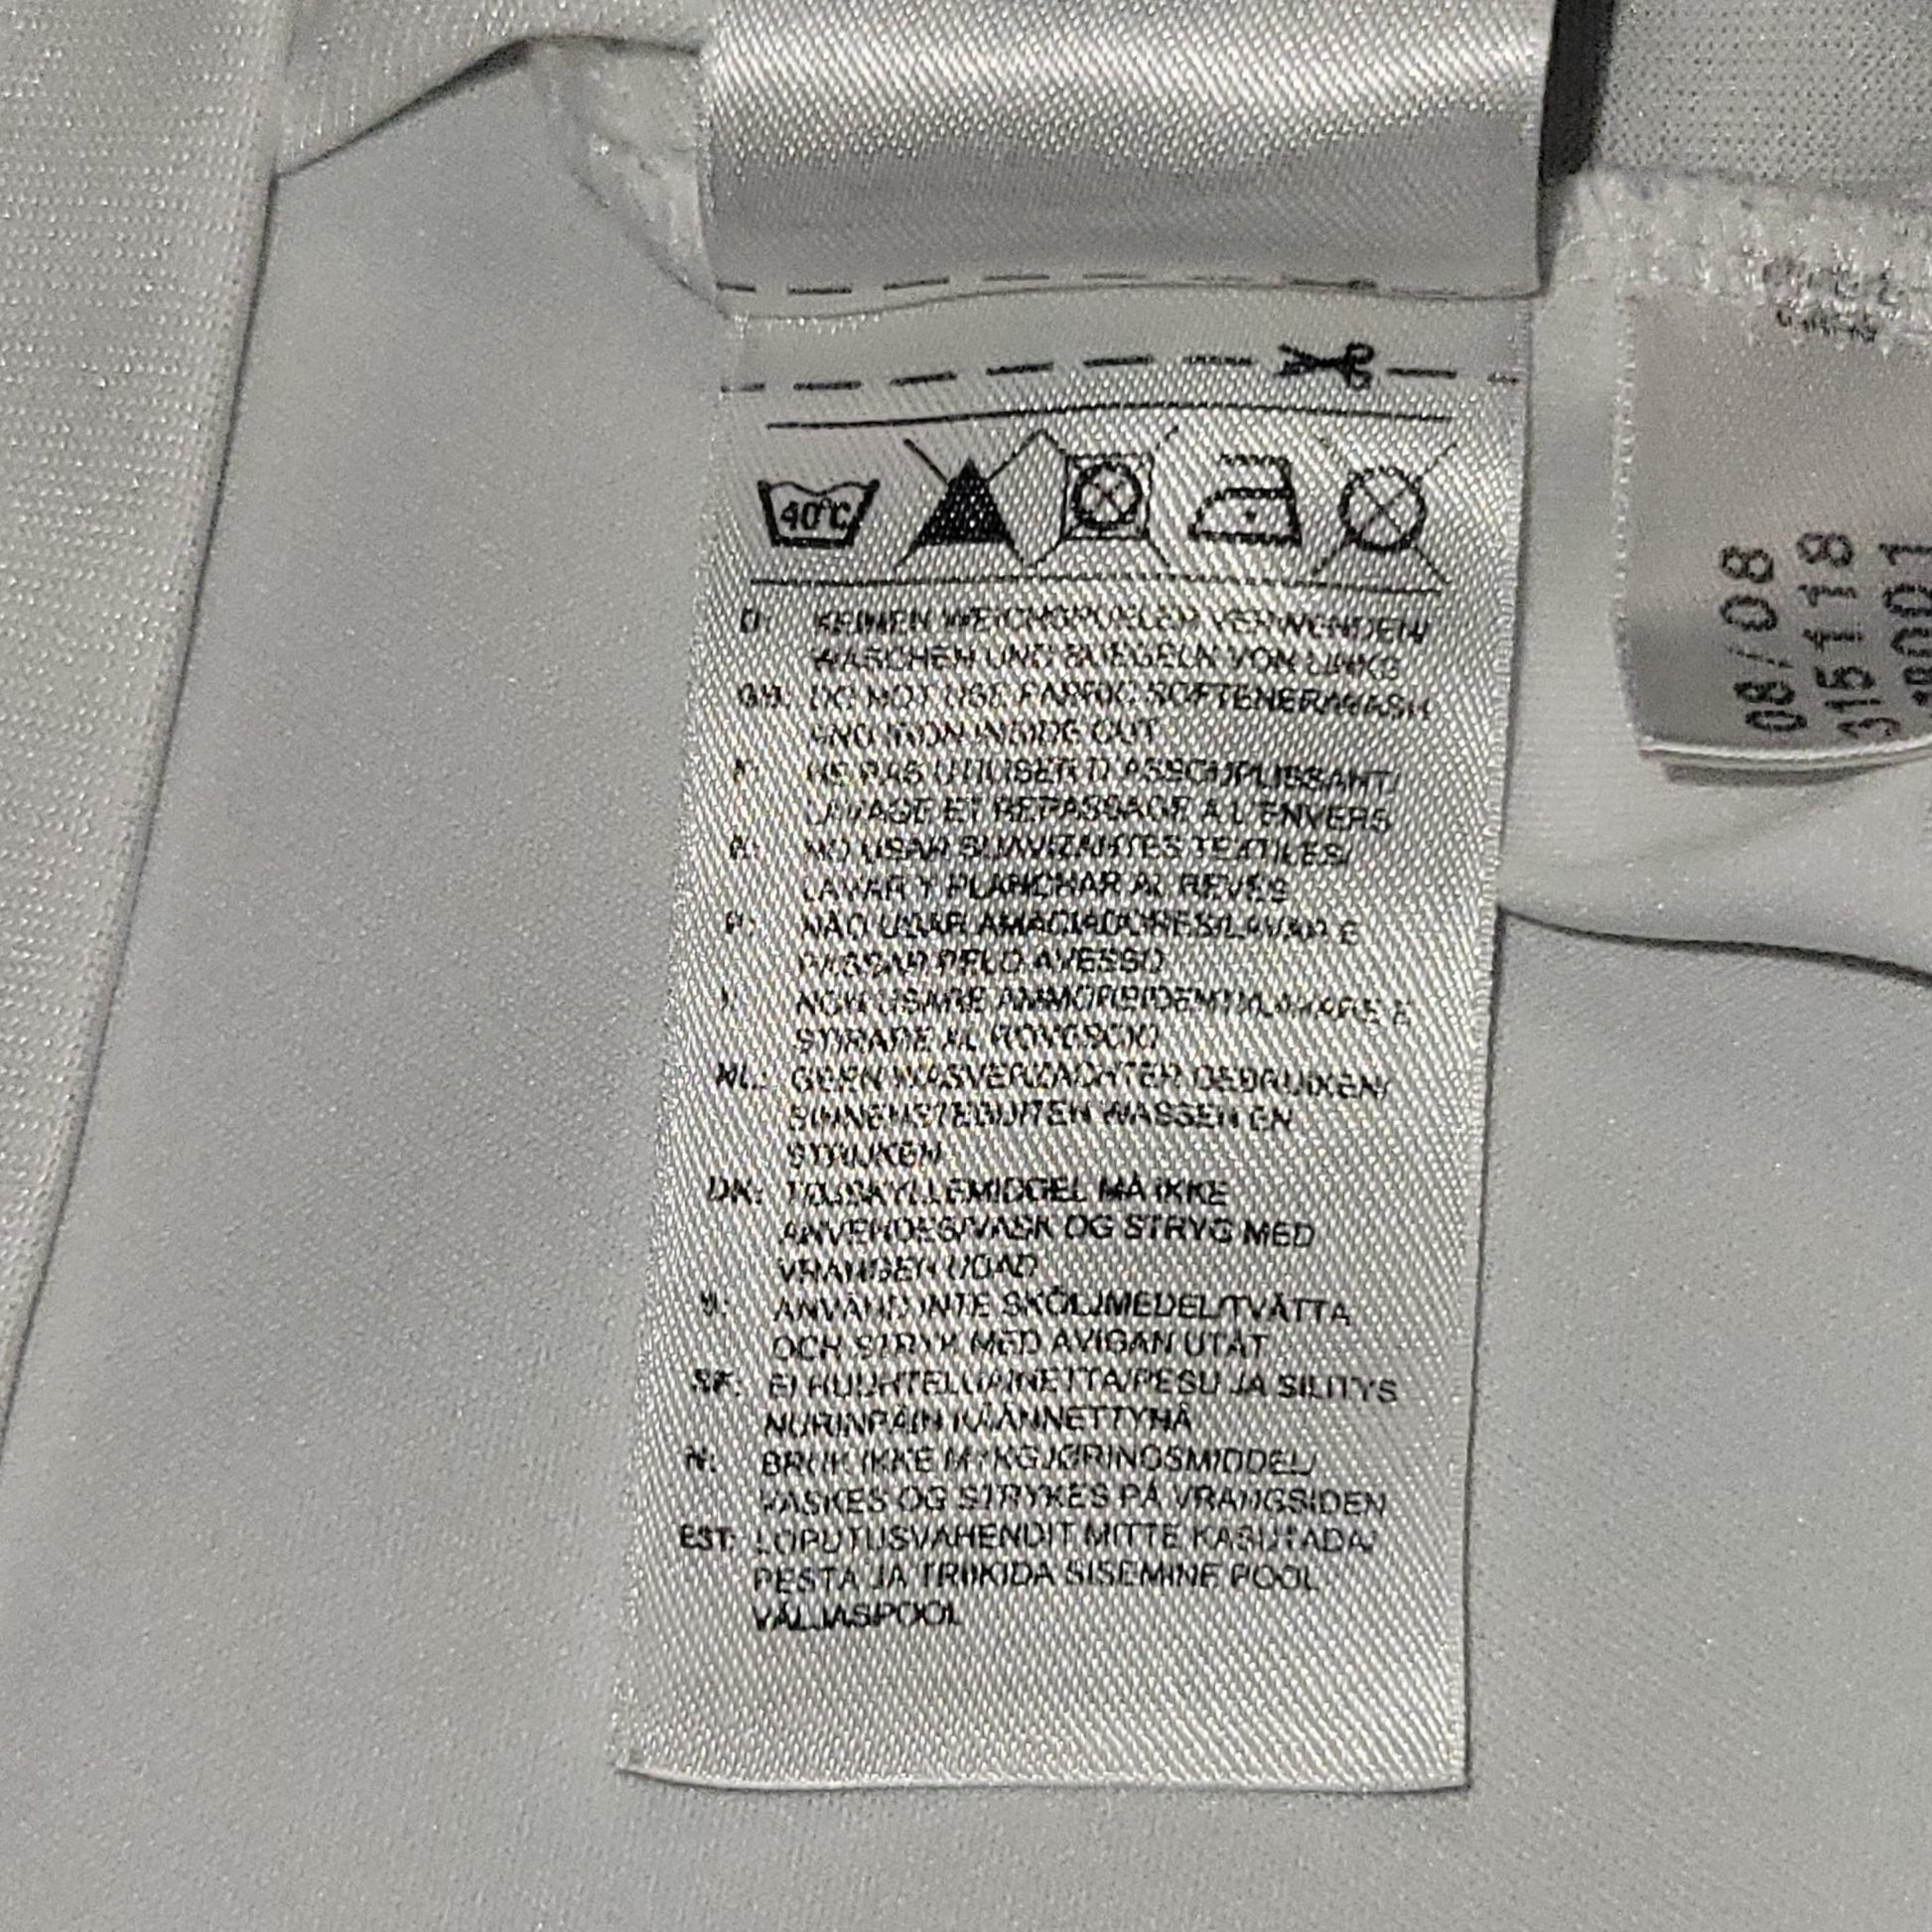 40°C
D: KEINEN WEICHSPUELER VERWENDEN/
WASCHEN UND BUEGELN VON LINKS
GB: DO NOT USE FABRIC SOFTENER/WASH
AND IRON INSIDE OUT
F: NE PAS UTILISER D'ASSOUPLISSANT/
LAVAGE ET REPASSAGE A L'ENVERS
E: NO USAR SUAVIZANTES TEXTILES/
LAVAR Y PLANCHAR AL REVES
P: NÃO USAR AMACIADORES/LAVAR E
PASSAR PELO AVESSO
I: NON USARE AMMORBIDENTI/LAVARE E
STIRARE AL ROVESCIO
NL: GEEN WASVERZACHTER GEBRUIKEN/
BINNENSTEBUITEN WASSEN EN
STRIJKEN
DK: TØJSKYLLEMIDDEL MÅ IKKE
ANVENDES/VASK OG STRYG MED
VRANGEN UDAD
S: ANVÄND INTE SKÖLJMEDEL/TVÄTTA
OCH STRYK MED AVIGAN UTÅT
SF: EI HUUHTELUAINETTA/PESU JA SILITYS
NURINPÄIN KÄÄNNETTYNÄ
N: BRUK IKKE MYKGJØRINGSMIDDEL/
VASKES OG STRYKES PÅ VRANGSIDEN
EST: LOPUTUSVAHENDIT MITTE KASUTADA/
PESTA JA TRIIKIDA SISEMINE POOL
VÄLJASPOOL
08/08
315118